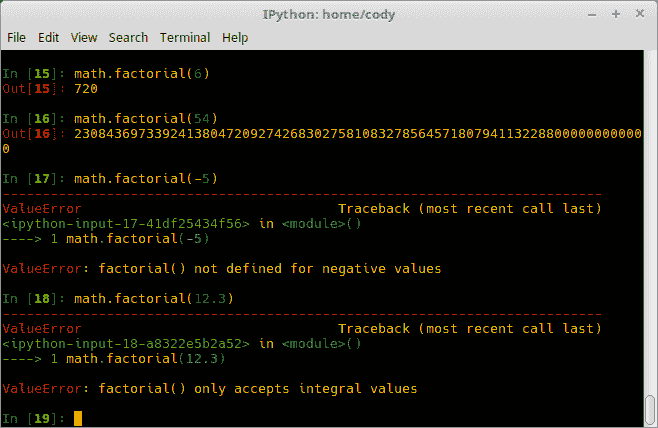 IPython: home/cody
File Edit View Search Terminal Help
In [15]: math.factorial(6)
Out[15]: 720
In [16]: math.factorial(54)
Out[16]: 2308436973392413804720927426830275810832785645718079411322880000000000000
0
In [17]: math.factorial(-5)
---------------------------------------------------------------------------
ValueError                                Traceback (most recent call last)
<ipython-input-17-41df25434f56> in <module>()
----> 1 math.factorial(-5)
ValueError: factorial() not defined for negative values
In [18]: math.factorial(12.3)
---------------------------------------------------------------------------
ValueError                                Traceback (most recent call last)
<ipython-input-18-a8322e5b2a52> in <module>()
----> 1 math.factorial(12.3)
ValueError: factorial() only accepts integral values
In [19]: